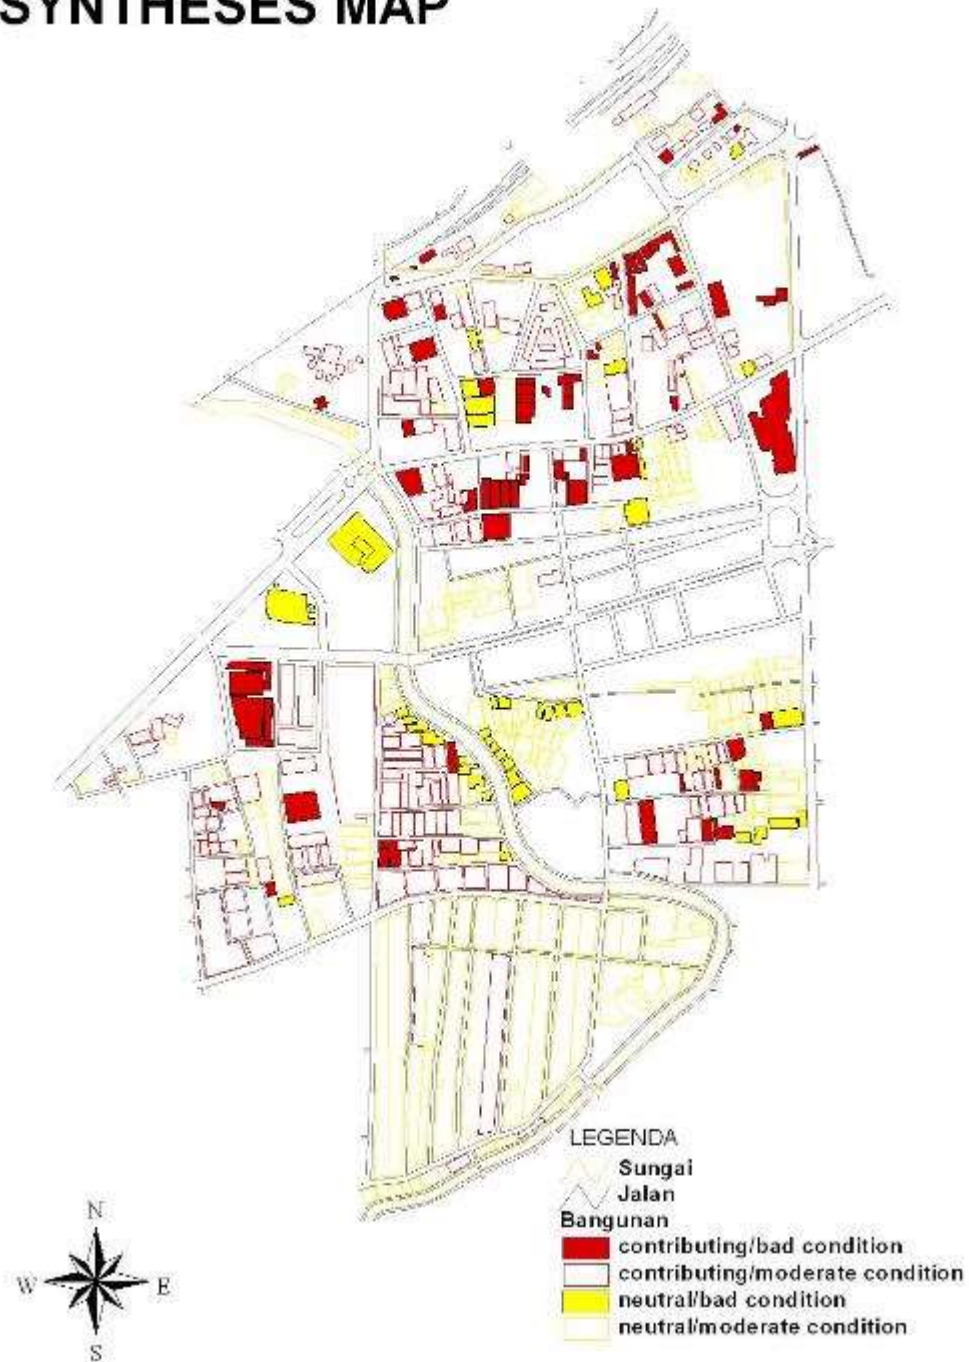 SYNTHESES MAP
LEGENDA
Sungai
Jalan
Bangunan
contributing/bad condition
contributing/moderate condition
neutral/bad condition
neutral/moderate condition
N
W
E
S